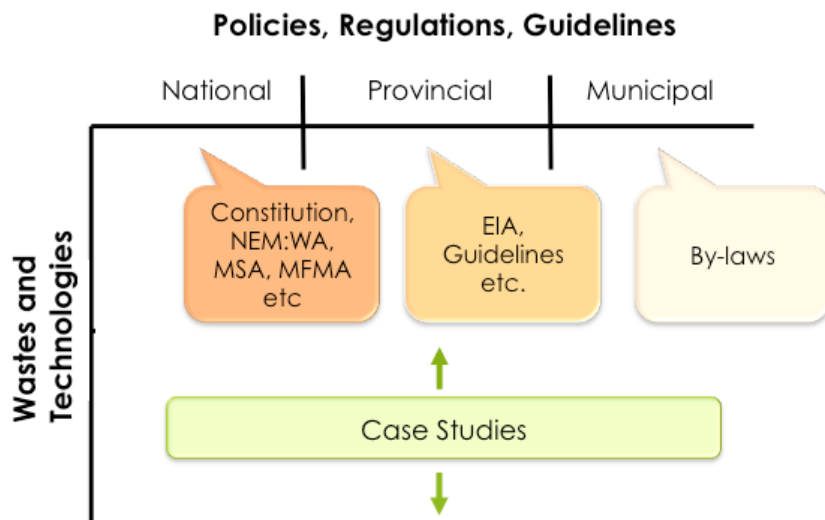 Policies, Regulations, Guidelines
National
Provincial
Municipal
Constitution,
NEM:WA,
MSA, MFMA
etc
EIA,
Guidelines
etc.
By-laws
Wastes and
Technologies
Case Studies